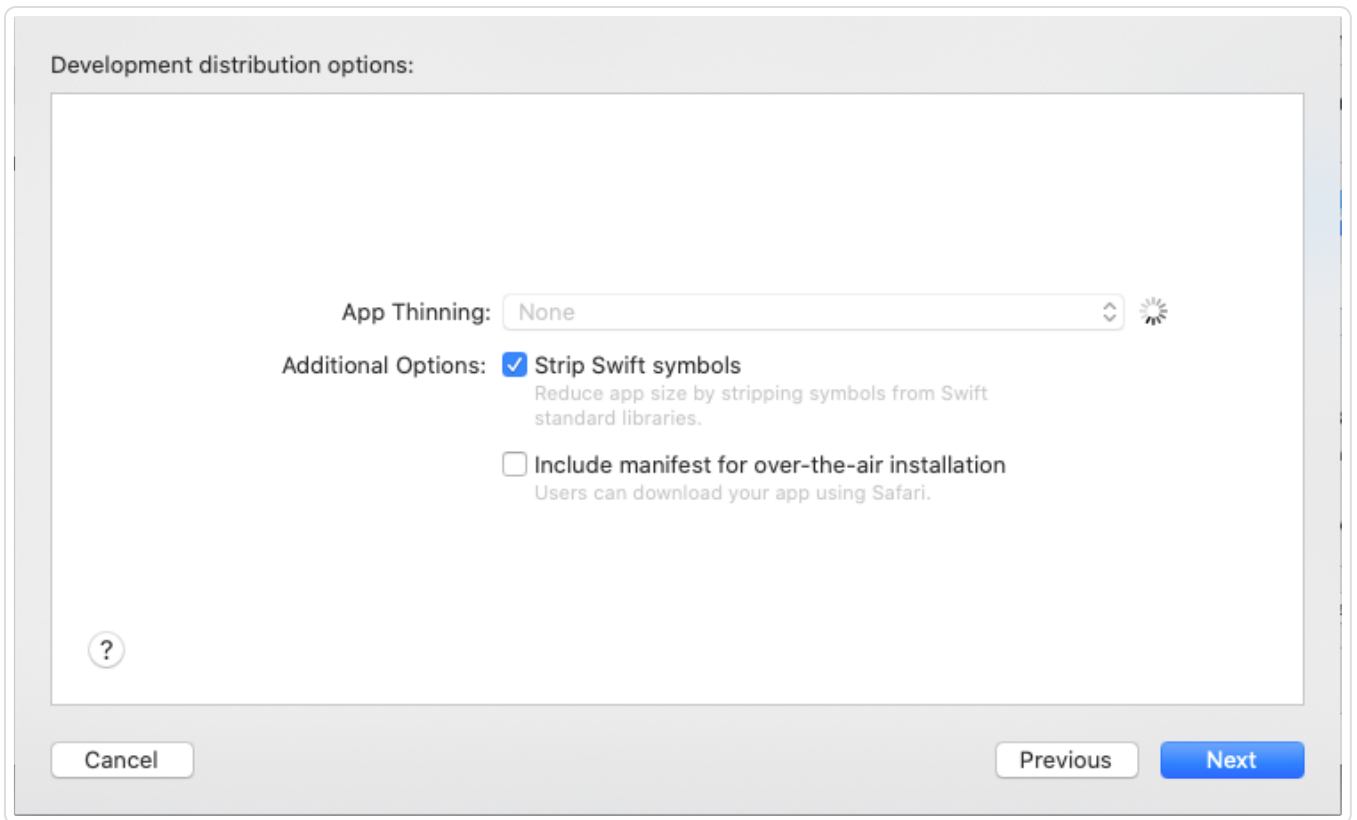 Development distribution options:
App Thinning: None
Additional Options: Strip Swift symbols
Reduce app size by stripping symbols from Swift
standard libraries.
Include manifest for over-the-air installation
Users can download your app using Safari.
?
Cancel Previous Next